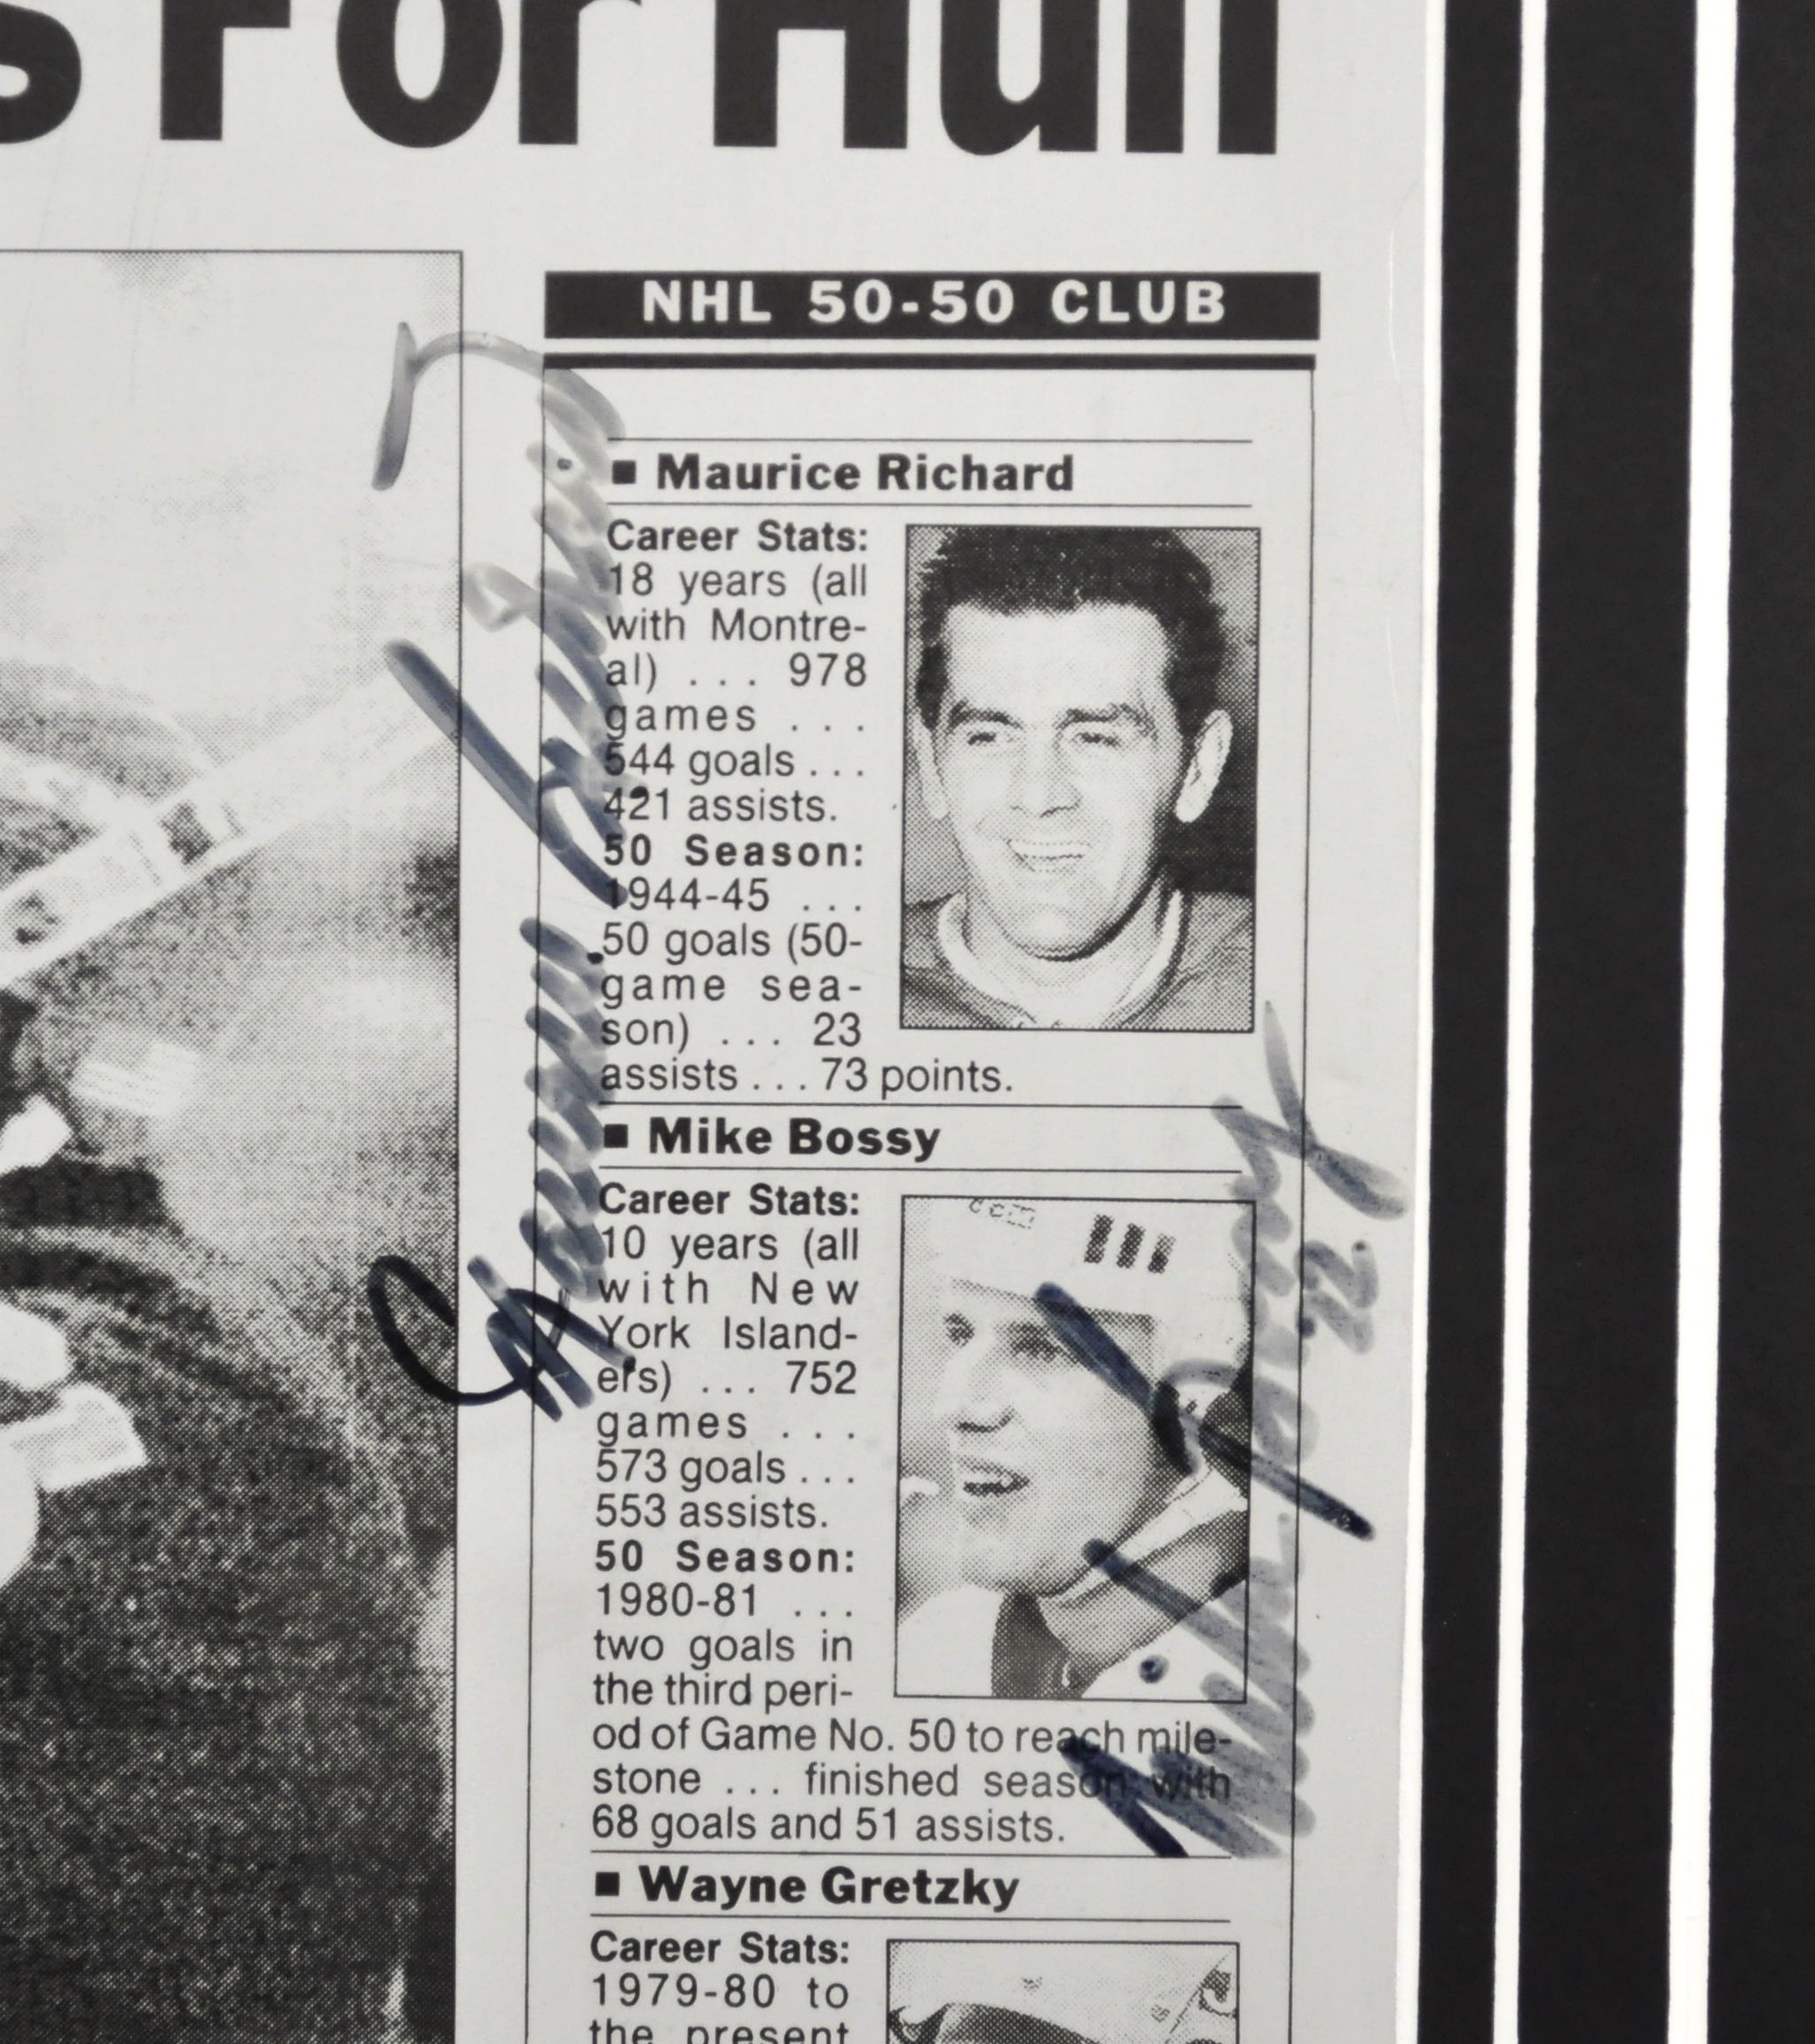 s For Hull
NHL 50-50 CLUB
■ Maurice Richard
Career Stats:
18 years (all
with Montre-
al) ... 978
games ...
544 goals ...
421 assists.
50 Season:
1944-45 ...
50 goals (50-
game sea-
son) ... 23
assists ... 73 points.
■ Mike Bossy
Career Stats:
10 years (all
with New
York Island-
ers) ... 752
games ...
573 goals ...
553 assists.
50 Season:
1980-81 ...
two goals in
the third peri-
od of Game No. 50 to reach mile-
stone ... finished season with
68 goals and 51 assists.
■ Wayne Gretzky
Career Stats:
1979-80 to
the present